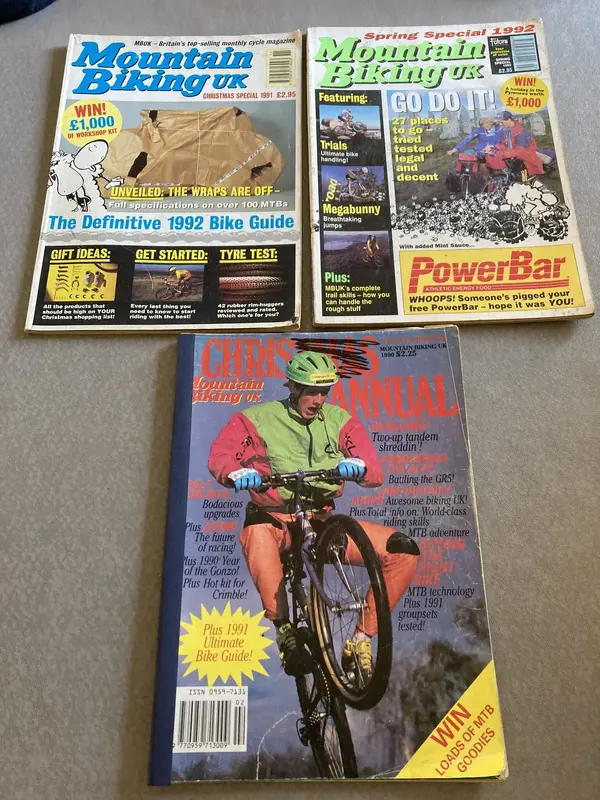 MBUK – Britain's top-selling monthly cycle magazine
Mountain
Biking UK
CHRISTMAS SPECIAL 1991 £2.95
WIN!
£1,000
OF WORKSHOP KIT
UNVEILED: THE WRAPS ARE OFF –
Full specifications on over 100 MTBs
The Definitive 1992 Bike Guide
GIFT IDEAS:
All the products that
should be high on YOUR
Christmas shopping list!
GET STARTED:
Every last thing you
need to know to start
riding with the best!
TYRE TEST:
42 rubber rim-huggers
reviewed and rated.
Which one's for you?
Spring Special 1992
Mountain
Biking UK
SPRING
SPECIAL
£2.95
WIN!
A holiday in the
Pyrenees worth
£1,000
Featuring:
Trials
Ultimate bike
handling!
road
Megabunny
Breathtaking
jumps
Plus:
MBUK's complete
trail skills – how you
can handle the
rough stuff
GO DO IT!
27 places
to go –
tried
tested
legal
and
decent
With added Mint Sauce...
PowerBar
ATHLETIC ENERGY FOOD
WHOOPS! Someone's pigged your
free PowerBar – hope it was YOU!
CHRISTMAS
MOUNTAIN BIKING UK
1990 £2.25
Mountain
Biking UK
ANNUAL
Two-up tandem
shreddin'!
Battling the GR5!
Awesome biking UK!
Plus Total info on: World-class
riding skills
MTB adventure
MTB technology
Plus 1991
groupsets
tested!
Bodacious
upgrades
Plus
The future
of racing!
Plus 1990 Year
of the Gonzo!
Plus Hot kit for
Crimble!
Plus 1991
Ultimate
Bike Guide!
ISSN 0959-7131
02
9 770959 713009
WIN
LOADS OF MTB
GOODIES